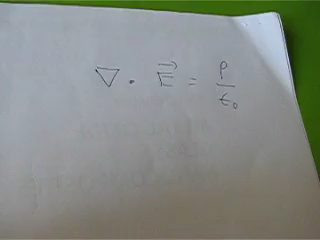 ∇ · E⃗ = ρ/ε₀